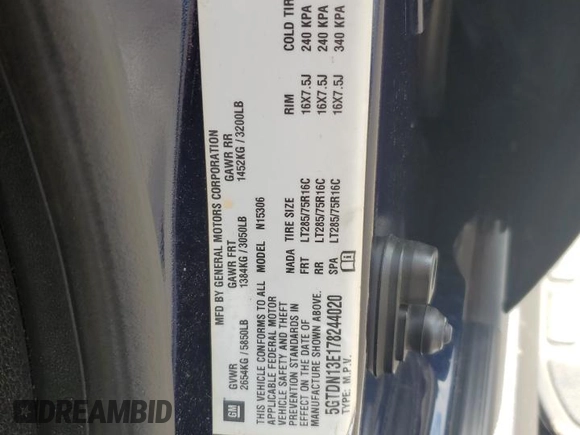 MFD BY GENERAL MOTORS CORPORATION
GVWR GAWR FRT GAWR RR
2654KG / 5850LB 1384KG / 3050LB 1452KG / 3200LB
GM
THIS VEHICLE CONFORMS TO ALL
APPLICABLE FEDERAL MOTOR
VEHICLE SAFETY AND THEFT
PREVENTION STANDARDS IN
EFFECT ON THE DATE OF
MANUFACTURE SHOWN ABOVE.
5GTDN13E178244020
TYPE: M.P.V.
MODEL N15306
NADA TIRE SIZE RIM COLD TIR
FRT LT285/75R16C 16X7.5J 240 KPA
RR LT285/75R16C 16X7.5J 240 KPA
SPA LT285/75R16C 16X7.5J 340 KPA
DAMAGEDCARS.COM